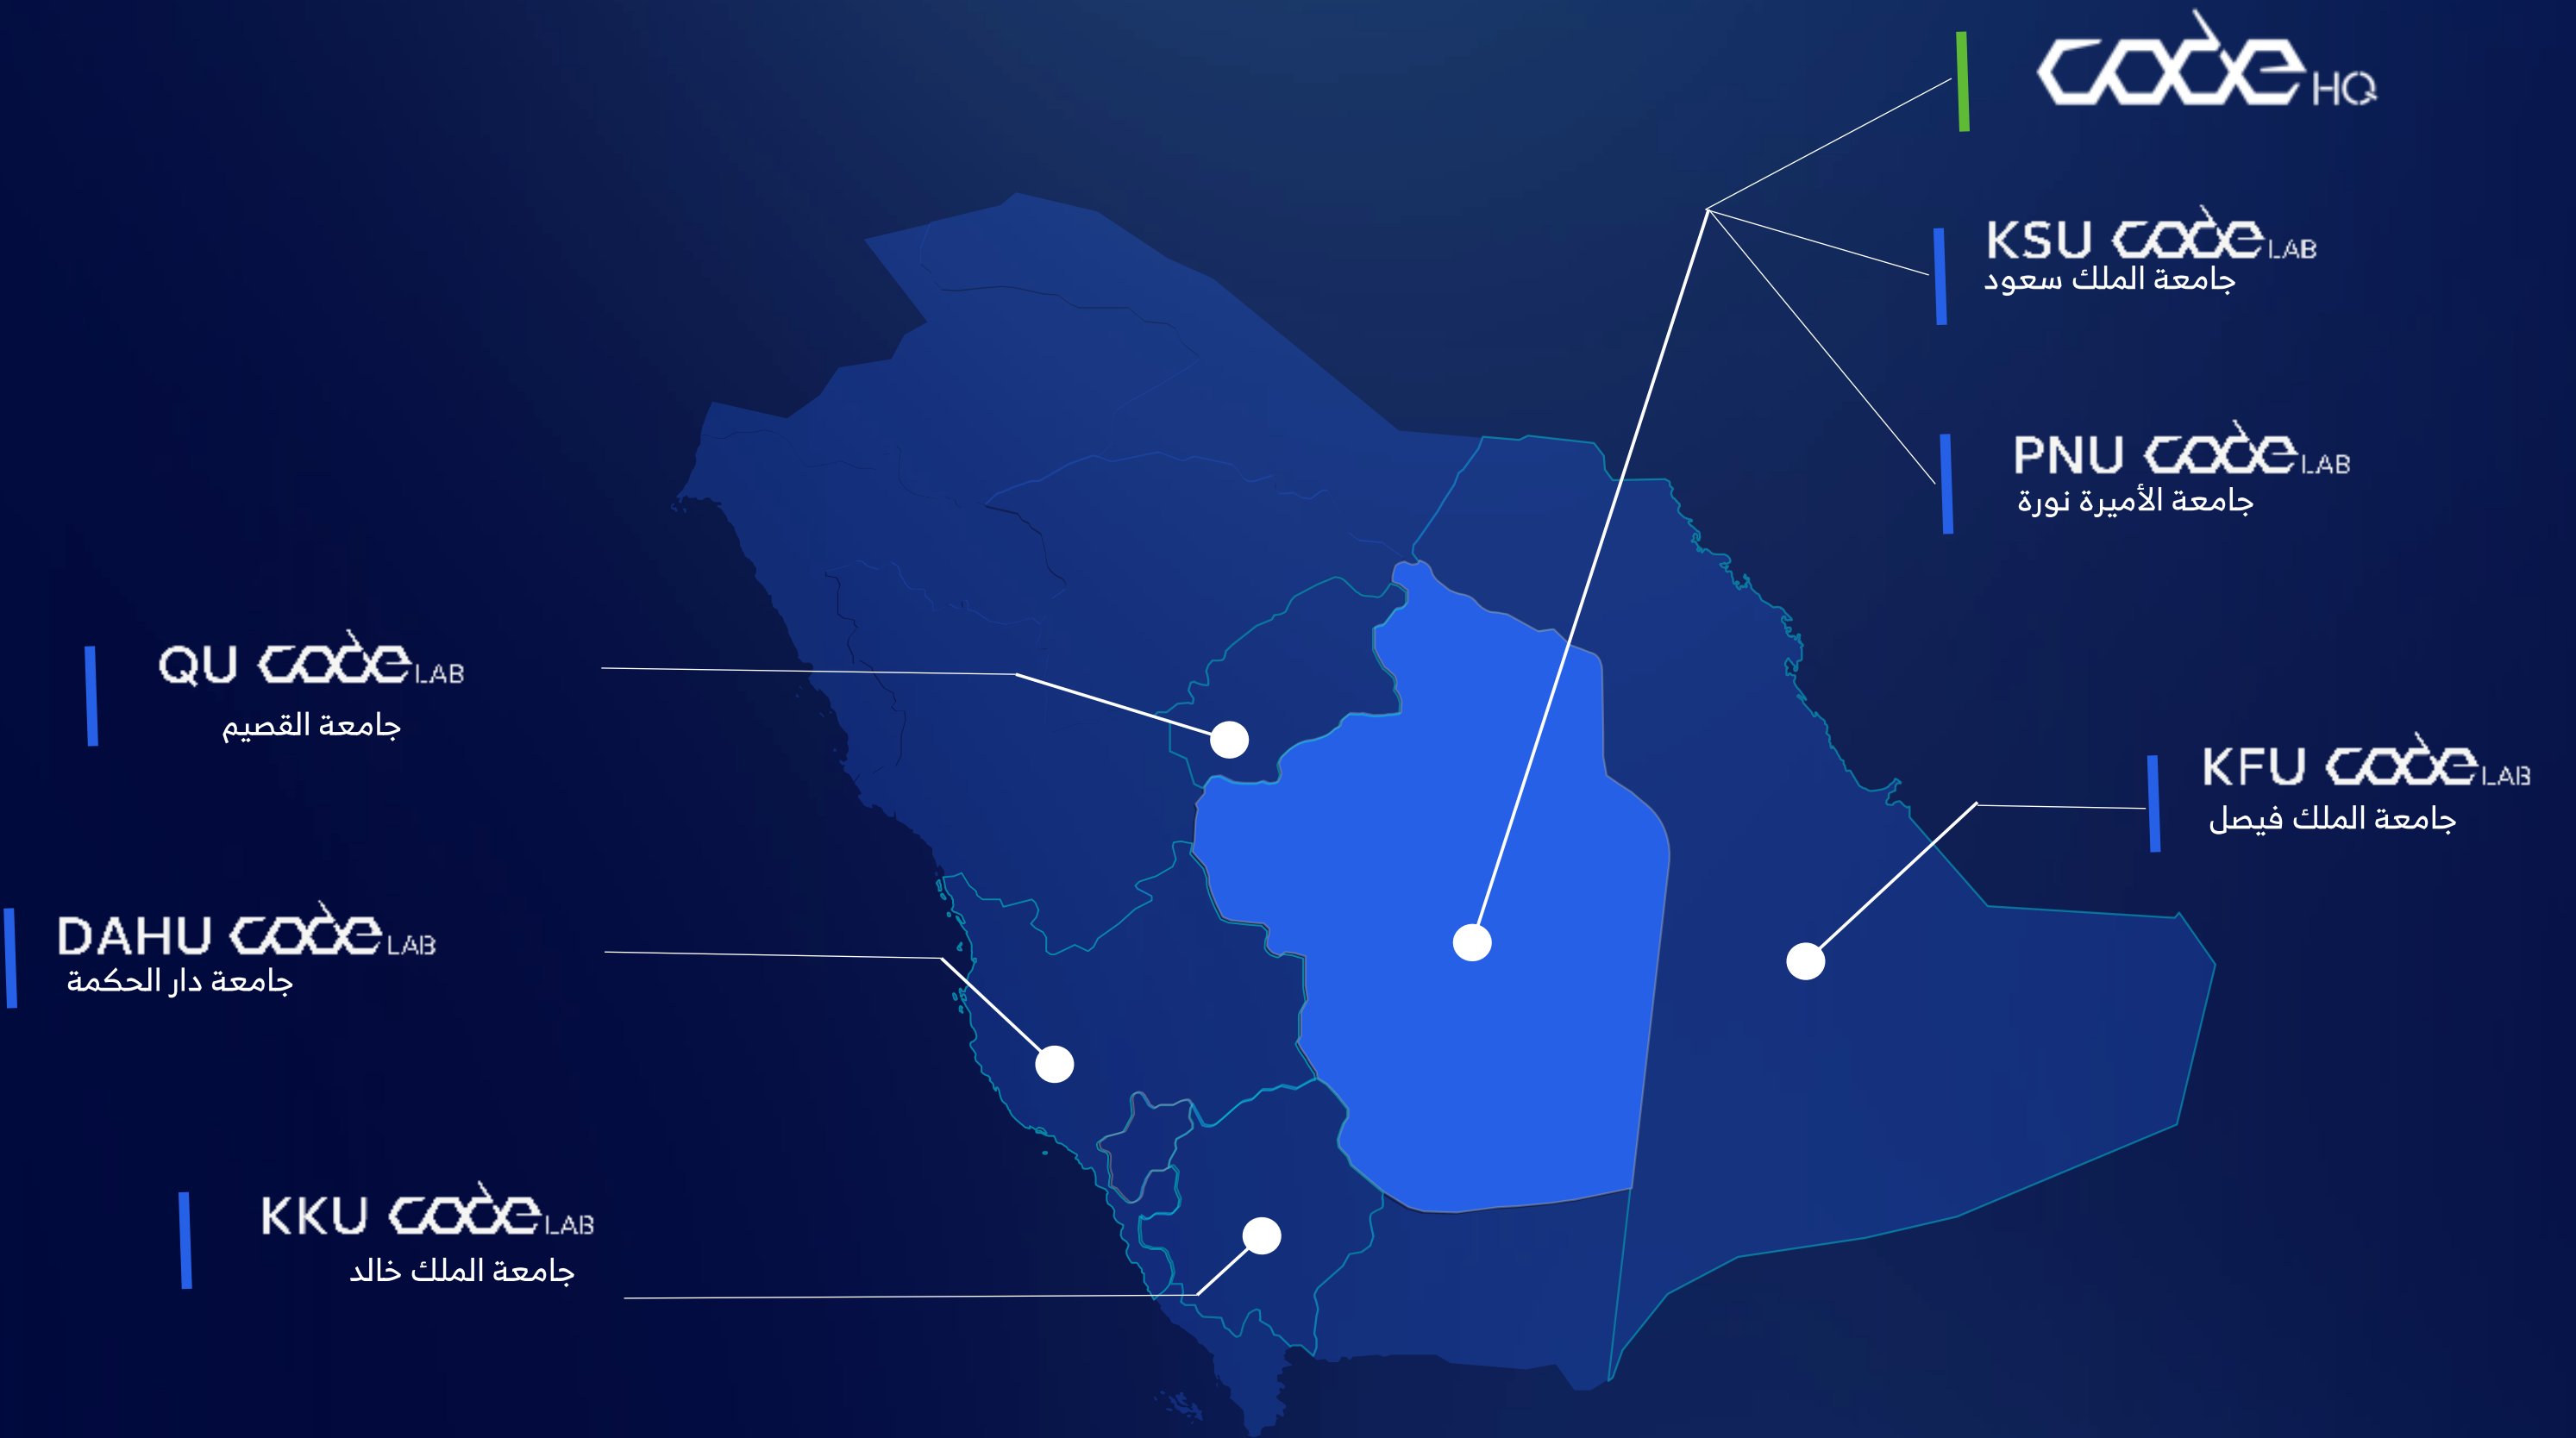 code HQ
KSU code LAB
جامعة الملك سعود
PNU code LAB
جامعة الأميرة نورة
QU code LAB
جامعة القصيم
KFU code LAB
جامعة الملك فيصل
DAHU code LAB
جامعة دار الحكمة
KKU code LAB
جامعة الملك خالد